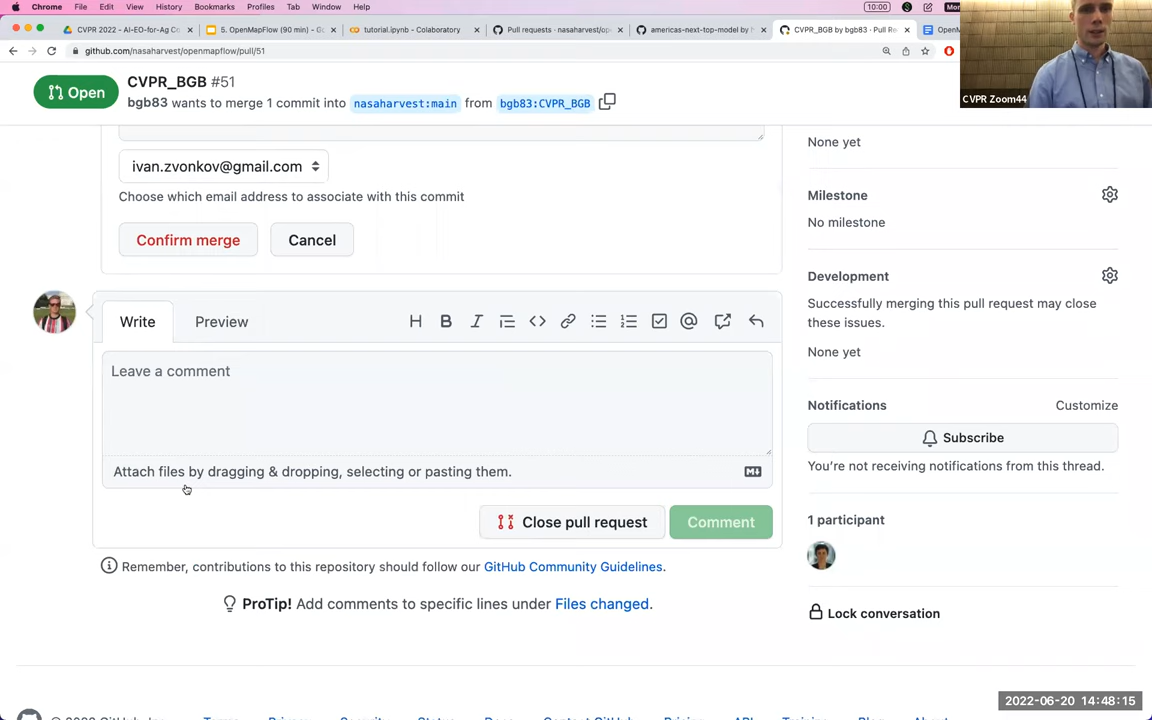 Chrome File Edit View History Bookmarks Profiles Tab Window Help 10:00
CVPR 2022 - AI-EO-for-Ag Co
5. OpenMapFlow (90 min) - Go
tutorial.ipynb - Colaboratory
Pull requests · nasaharvest/op
americas-next-top-model by h
CVPR_BGB by bgb83 · Pull Re
OpenM
github.com/nasaharvest/openmapflow/pull/51
CVPR Zoom44
Open
CVPR_BGB #51
bgb83 wants to merge 1 commit into nasaharvest:main from bgb83:CVPR_BGB
ivan.zvonkov@gmail.com
Choose which email address to associate with this commit
Confirm merge Cancel
Write Preview
Leave a comment
Attach files by dragging & dropping, selecting or pasting them.
Close pull request Comment
Remember, contributions to this repository should follow our GitHub Community Guidelines.
ProTip! Add comments to specific lines under Files changed.
None yet
Milestone
No milestone
Development
Successfully merging this pull request may close
these issues.
None yet
Notifications Customize
Subscribe
You're not receiving notifications from this thread.
1 participant
Lock conversation
2022-06-20 14:48:15